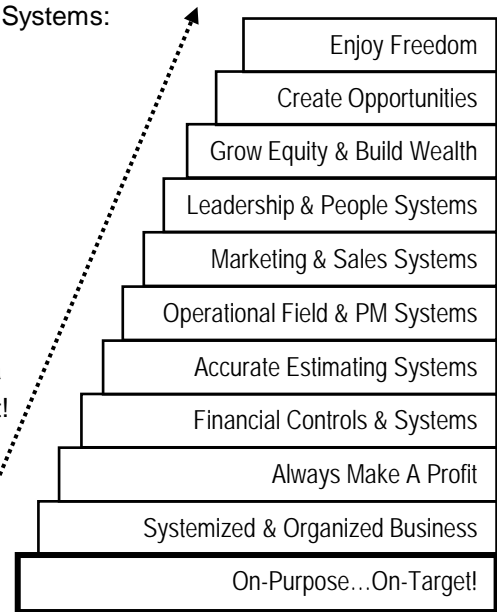 Systems:
Enjoy Freedom
Create Opportunities
Grow Equity & Build Wealth
Leadership & People Systems
Marketing & Sales Systems
Operational Field & PM Systems
Accurate Estimating Systems
Financial Controls & Systems
Always Make A Profit
Systemized & Organized Business
On-Purpose…On-Target!